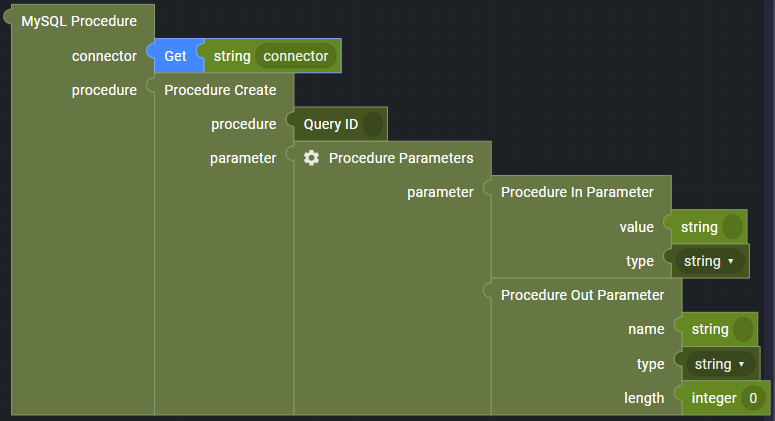 MySQL Procedure
connector Get string connector
procedure Procedure Create
procedure Query ID
parameter Procedure Parameters
parameter Procedure In Parameter
value string
type string ▾
Procedure Out Parameter
name string
type string ▾
length integer 0